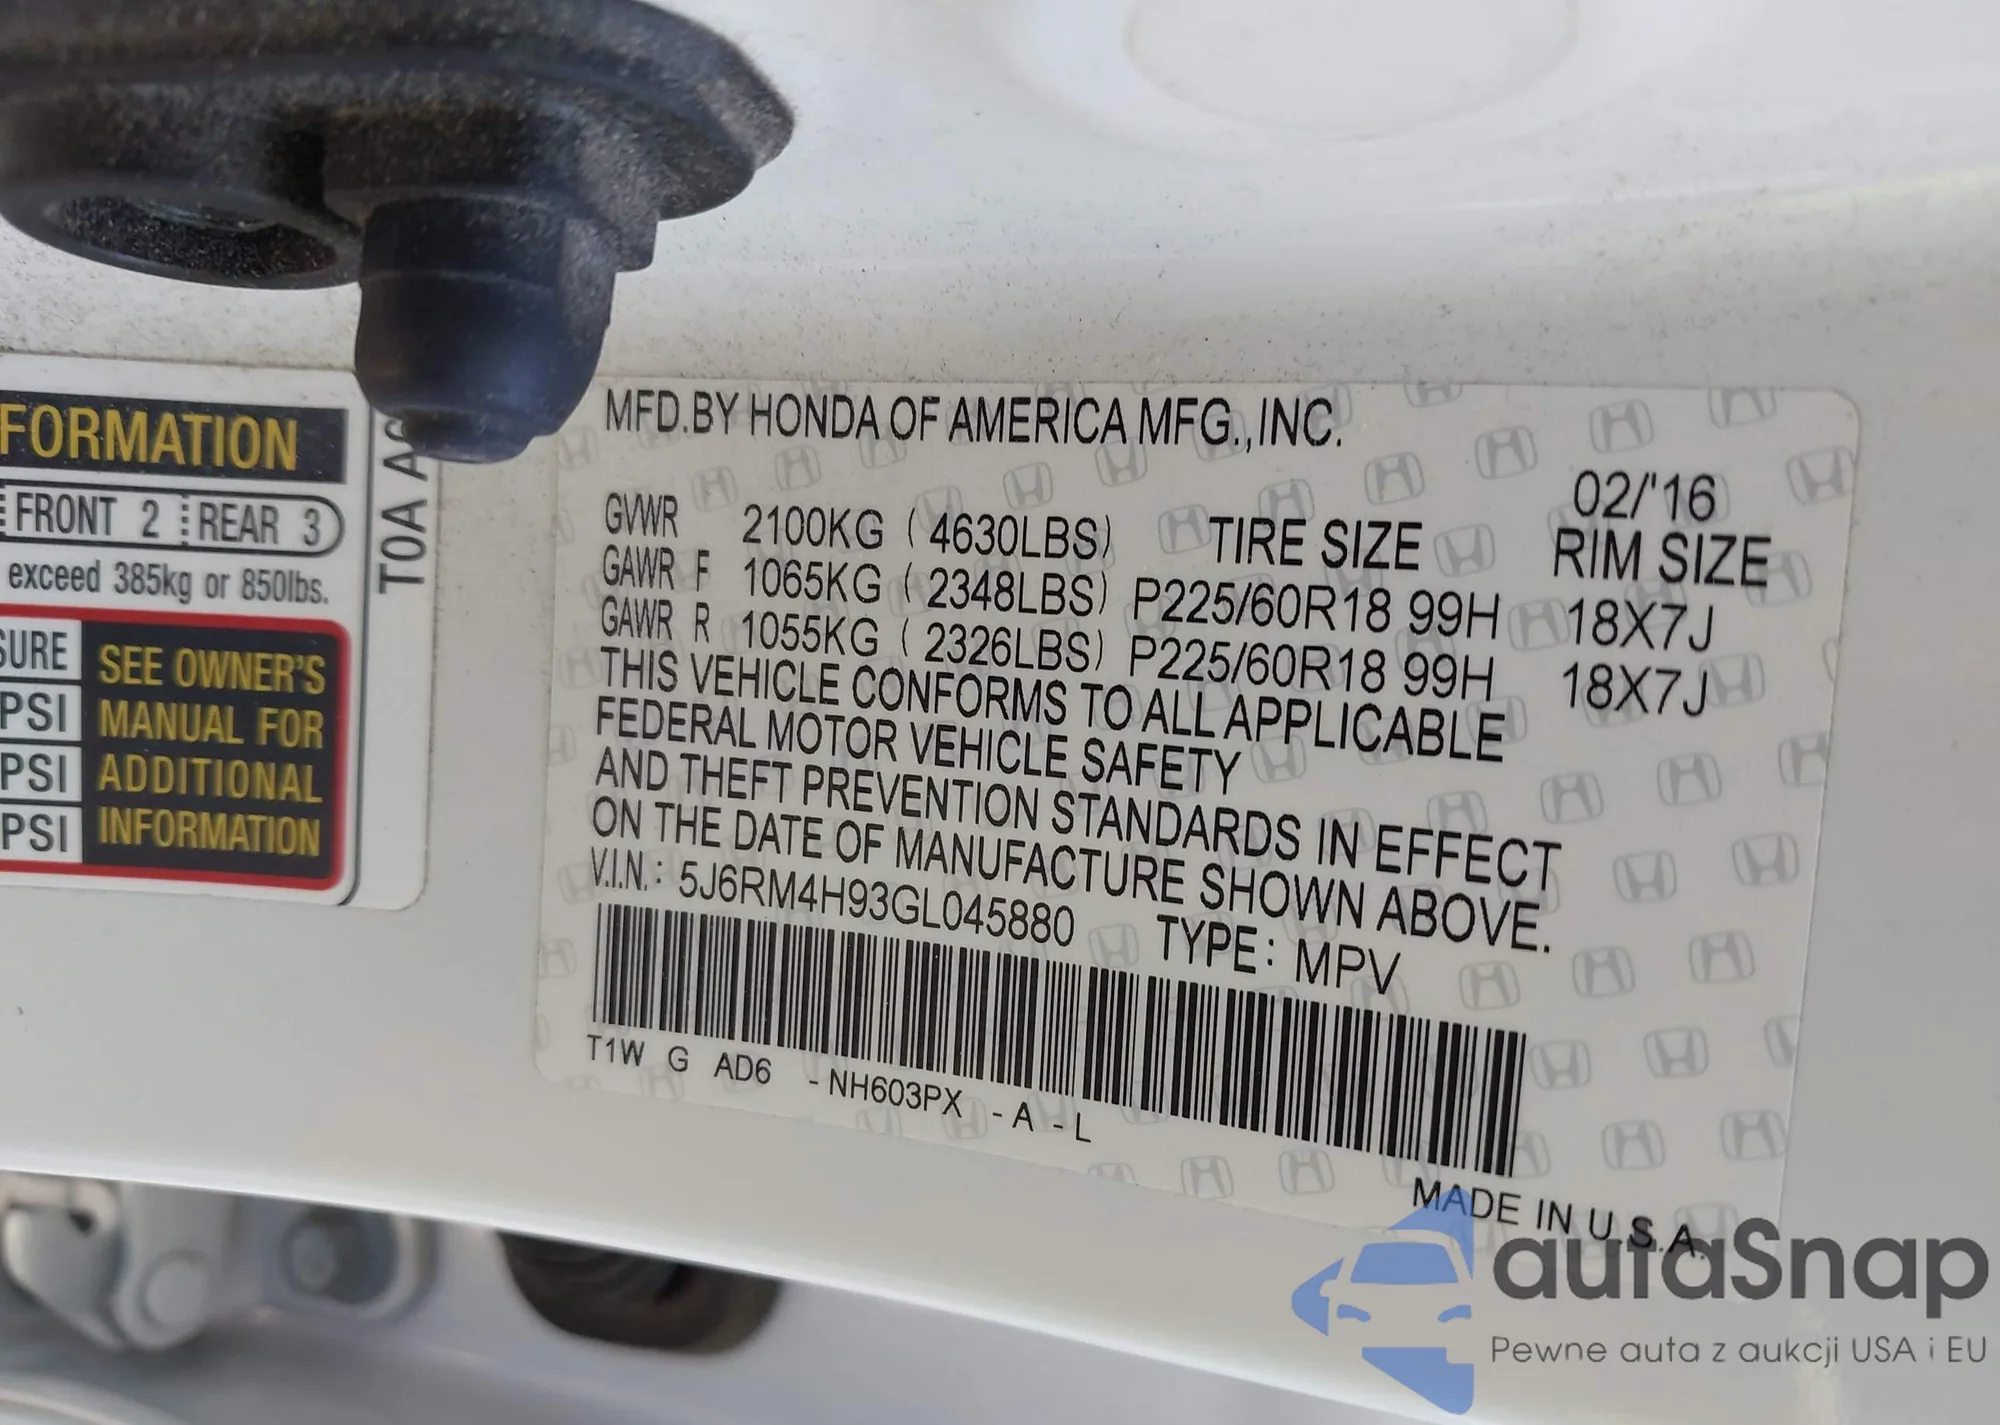 FORMATION
FRONT 2 REAR 3
exceed 385kg or 850lbs.
SURE
PSI
PSI
PSI
SEE OWNER'S
MANUAL FOR
ADDITIONAL
INFORMATION
T0A
MFD.BY HONDA OF AMERICA MFG.,INC.
02/'16
GVWR 2100KG ( 4630LBS) TIRE SIZE RIM SIZE
GAWR F 1065KG ( 2348LBS) P225/60R18 99H 18X7J
GAWR R 1055KG ( 2326LBS) P225/60R18 99H 18X7J
THIS VEHICLE CONFORMS TO ALL APPLICABLE
FEDERAL MOTOR VEHICLE SAFETY
AND THEFT PREVENTION STANDARDS IN EFFECT
ON THE DATE OF MANUFACTURE SHOWN ABOVE.
V.I.N.: 5J6RM4H93GL045880 TYPE: MPV
T1W G AD6 -NH603PX -A -L
MADE IN U.S.A.
autaSnap
Pewne auta z aukcji USA i EU